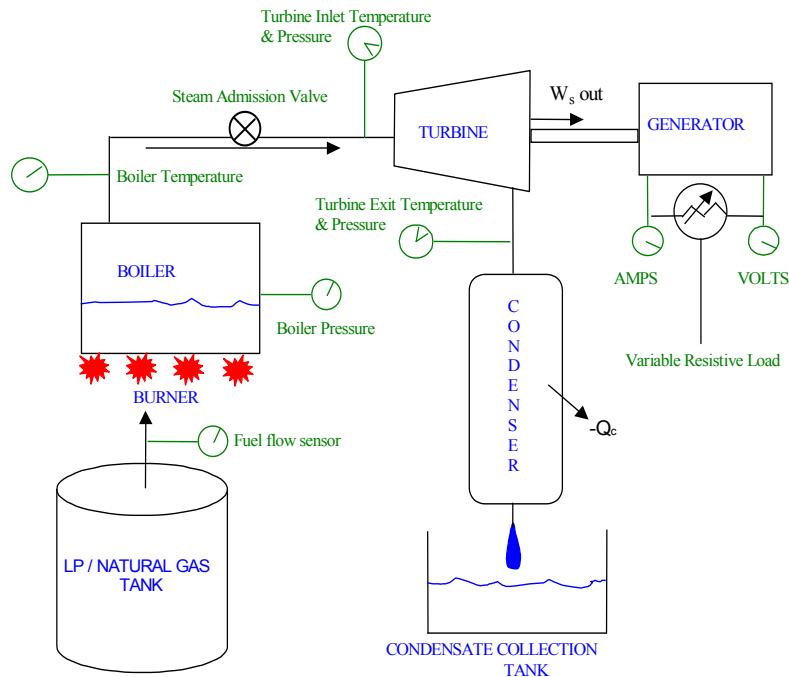 Turbine Inlet Temperature
& Pressure
Steam Admission Valve
TURBINE
Wₛ out
GENERATOR
Boiler Temperature
Turbine Exit Temperature
& Pressure
BOILER
AMPS
VOLTS
Boiler Pressure
Variable Resistive Load
C
O
N
D
E
N
S
E
R
-Q꜀
BURNER
Fuel flow sensor
LP / NATURAL GAS
TANK
CONDENSATE COLLECTION
TANK